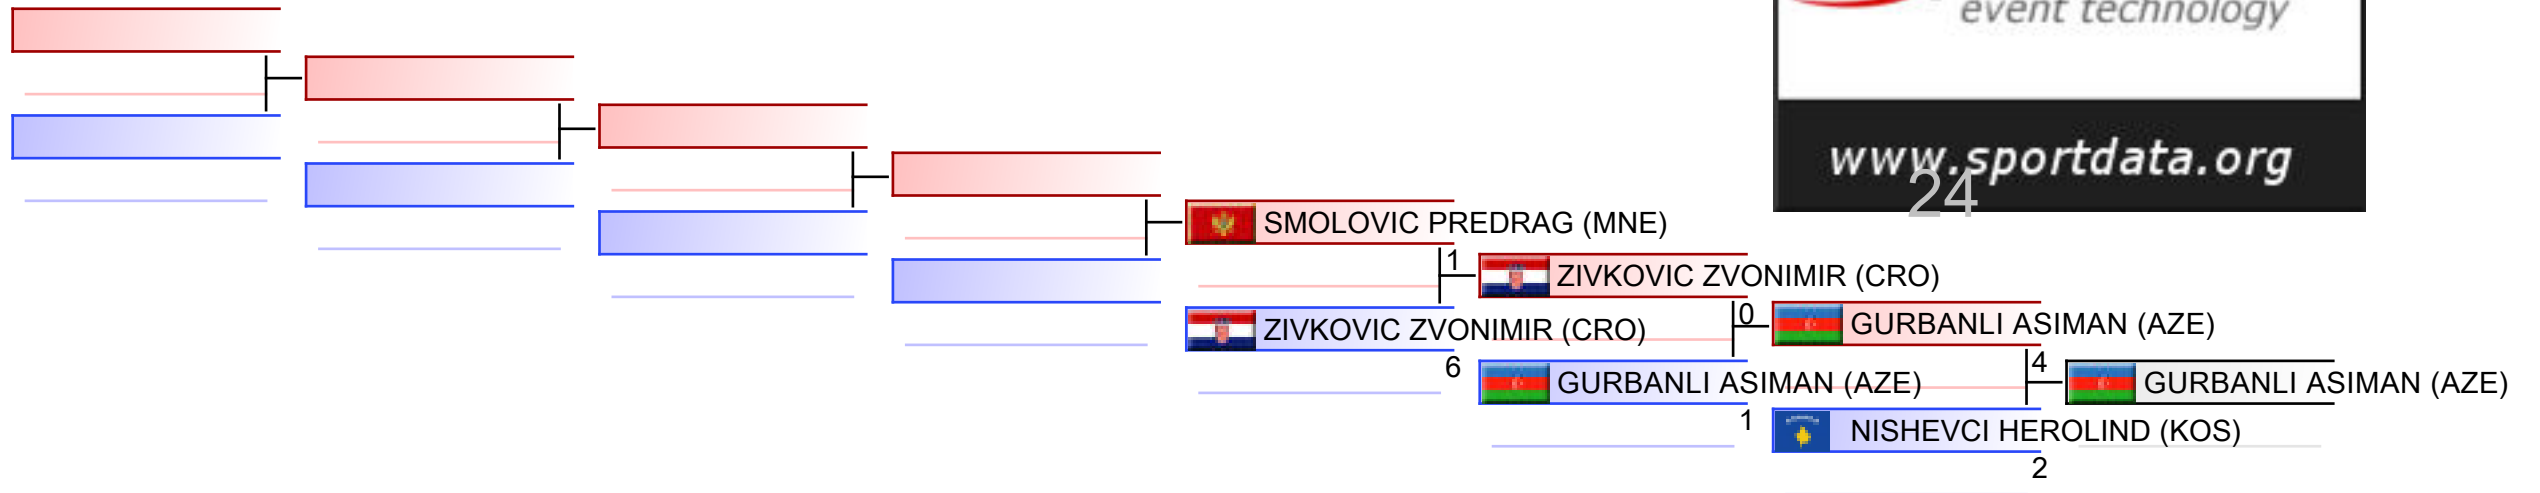 event technology
www.sportdata.org
24
SMOLOVIC PREDRAG (MNE)
1
ZIVKOVIC ZVONIMIR (CRO)
ZIVKOVIC ZVONIMIR (CRO)
6
0
GURBANLI ASIMAN (AZE)
GURBANLI ASIMAN (AZE)
1
4
GURBANLI ASIMAN (AZE)
NISHEVCI HEROLIND (KOS)
2